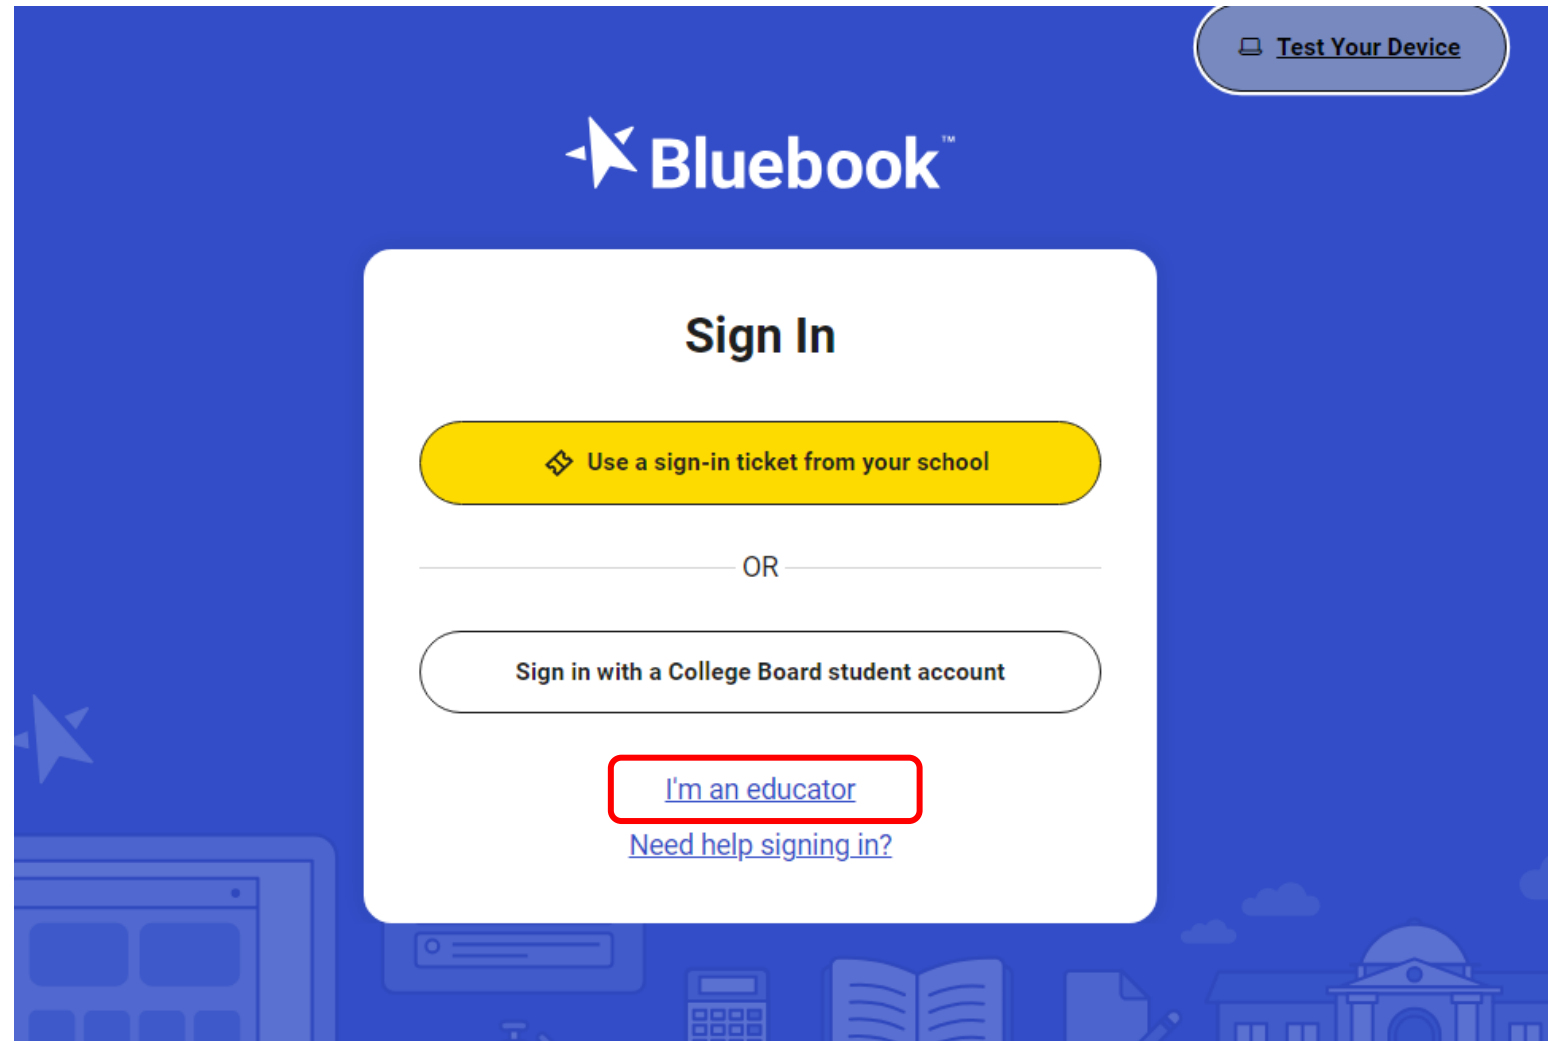 Test Your Device
Bluebook™
Sign In
Use a sign-in ticket from your school
OR
Sign in with a College Board student account
I'm an educator
Need help signing in?